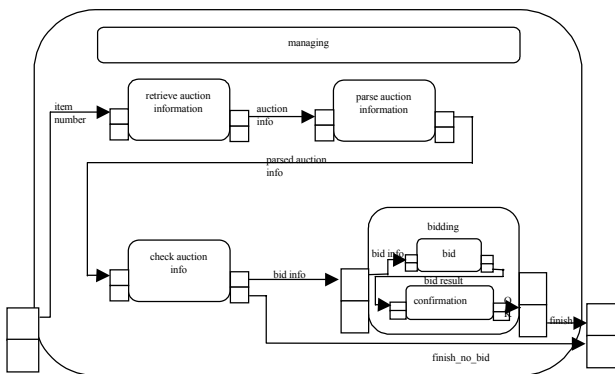 managing
retrieve auction
information
parse auction
information
item
number
auction
info
parsed auction
info
bidding
check auction
info
bid info
bid info
bid
bid result
confirmation
O
K
finish
finish_no_bid